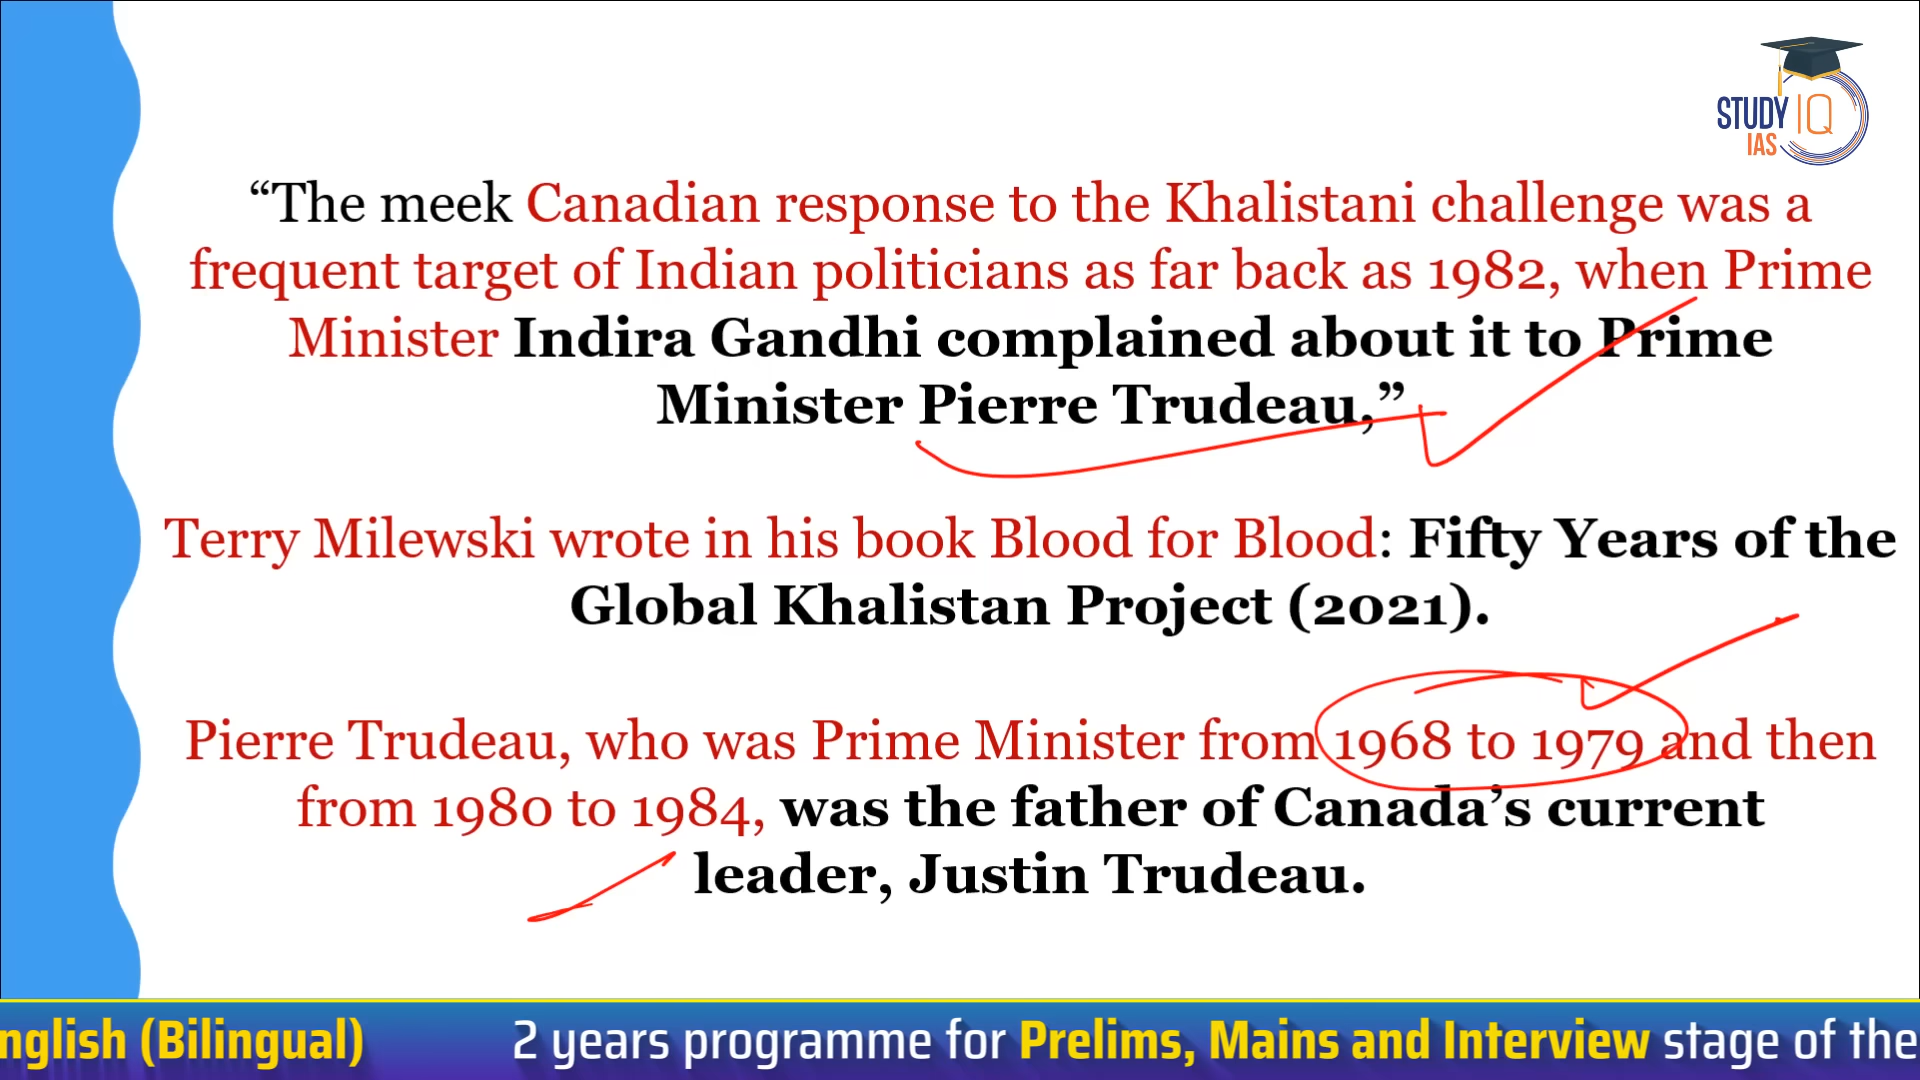 STUDY IQ
IAS
“The meek Canadian response to the Khalistani challenge was a
frequent target of Indian politicians as far back as 1982, when Prime
Minister Indira Gandhi complained about it to Prime
Minister Pierre Trudeau,”
Terry Milewski wrote in his book Blood for Blood: Fifty Years of the
Global Khalistan Project (2021).
Pierre Trudeau, who was Prime Minister from 1968 to 1979 and then
from 1980 to 1984, was the father of Canada’s current
leader, Justin Trudeau.
nglish (Bilingual) 2 years programme for Prelims, Mains and Interview stage of the